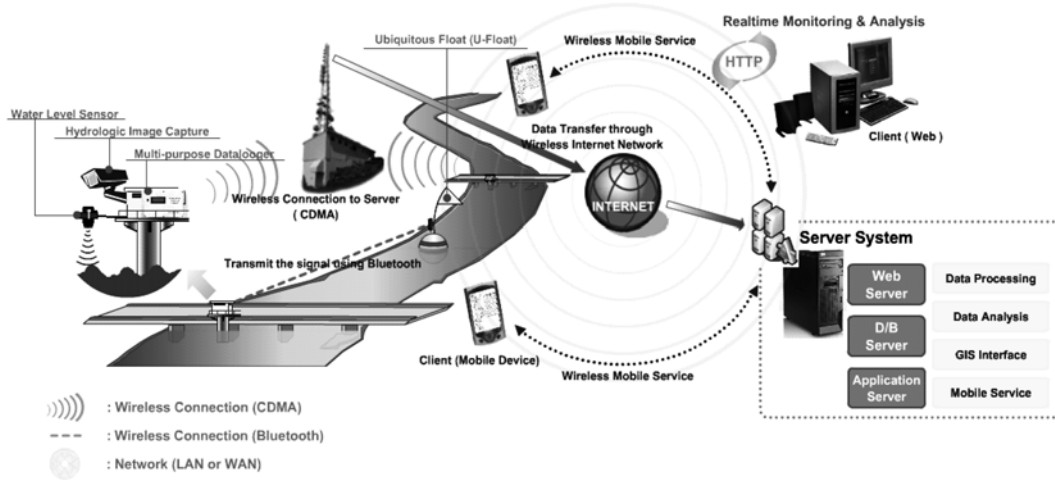 Realtime Monitoring & Analysis
Ubiquitous Float (U-Float)
Wireless Mobile Service
HTTP
Water Level Sensor
Hydrologic Image Capture
Multi-purpose Datalooger
Data Transfer through
Wireless Internet Network
Client ( Web )
Wireless Connection to Server
( CDMA)
INTERNET
Transmit the signal using Bluetooth
Server System
Web
Server
Data Processing
D/B
Server
Data Analysis
GIS Interface
Application
Server
Mobile Service
Client (Mobile Device)
Wireless Mobile Service
: Wireless Connection (CDMA)
: Wireless Connection (Bluetooth)
: Network (LAN or WAN)